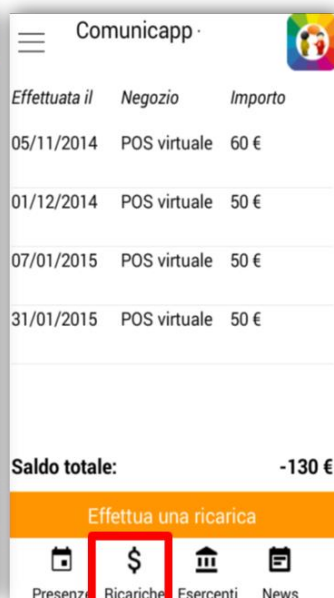 Comunicapp
Effettuata il Negozio Importo
05/11/2014 POS virtuale 60 €
01/12/2014 POS virtuale 50 €
07/01/2015 POS virtuale 50 €
31/01/2015 POS virtuale 50 €
Saldo totale: -130 €
Effettua una ricarica
Presenze Ricariche Esercenti News